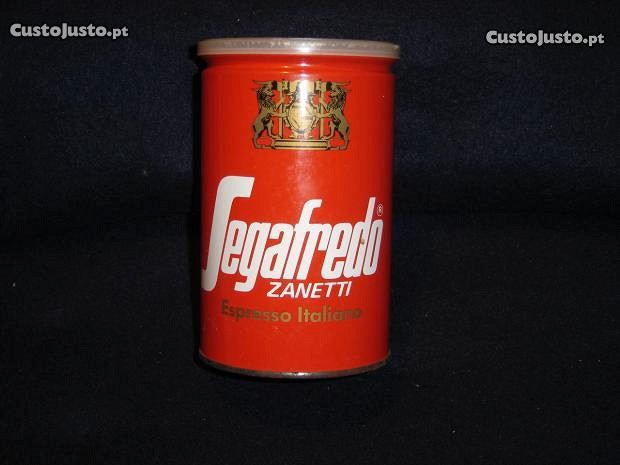 CustoJusto.pt CustoJusto.pt
Segafredo®
ZANETTI
Espresso Italiano